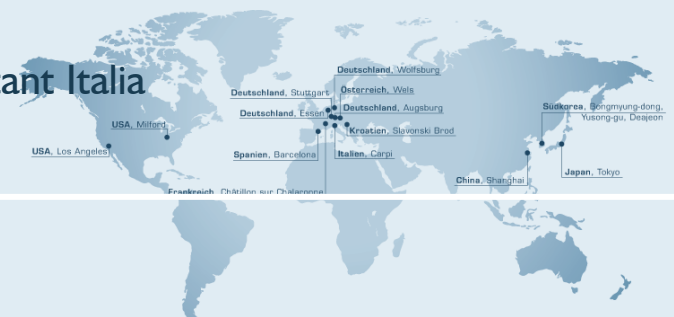 ant Italia
Deutschland, Wolfsburg
Deutschland, Stuttgart
Österreich, Wels
Deutschland, Essen
Deutschland, Augsburg
USA, Milford
Kroatien, Slavonski Brod
Südkorea, Bongmyung-dong,
Yusong-gu, Deajeon
USA, Los Angeles
Spanien, Barcelona
Italien, Carpi
China, Shanghai
Japan, Tokyo
Frankreich, Châtillon sur Chalaronne